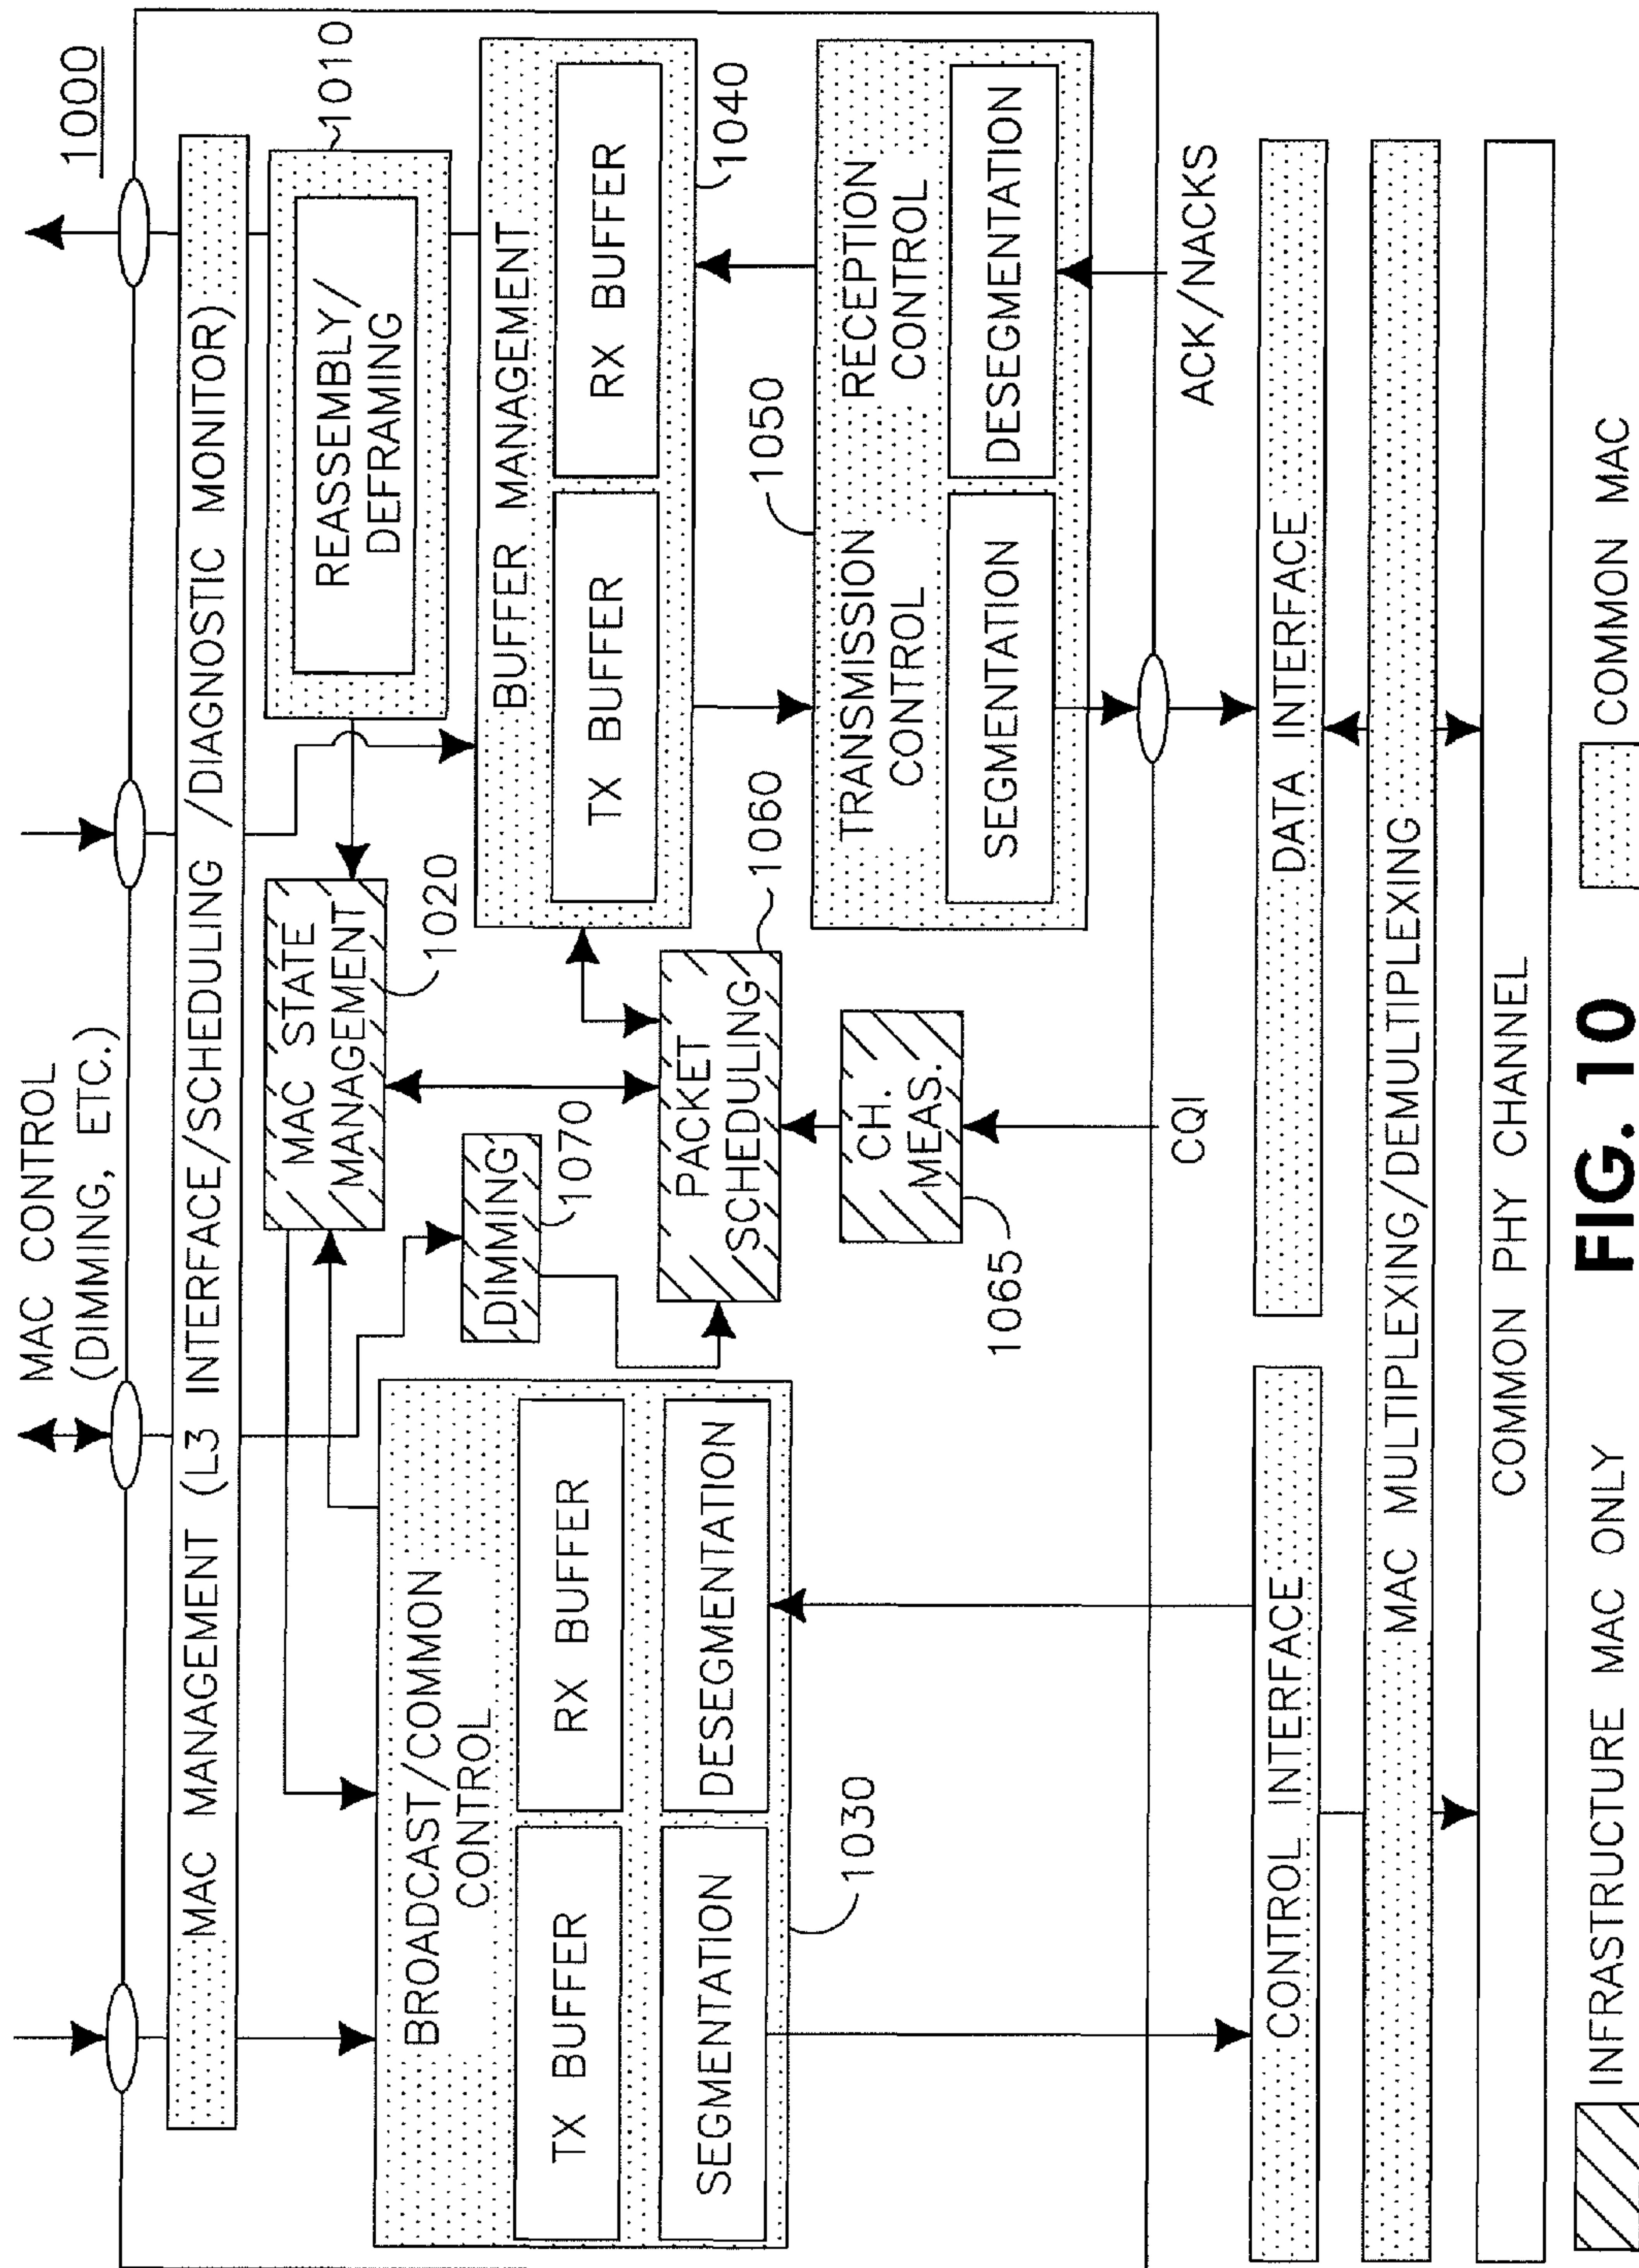 MAC CONTROL
(DIMMING, ETC.)
1000
MAC MANAGEMENT (L3 INTERFACE/SCHEDULING /DIAGNOSTIC MONITOR)
1010
REASSEMBLY/
DEFRAMING
MAC STATE
MANAGEMENT
1020
BROADCAST/COMMON
CONTROL
TX BUFFER
RX BUFFER
SEGMENTATION
DESEGMENTATION
1030
DIMMING
1070
BUFFER MANAGEMENT
TX BUFFER
RX BUFFER
1040
PACKET
SCHEDULING
1060
CH.
MEAS.
1065
1050
TRANSMISSION
CONTROL
RECEPTION
CONTROL
SEGMENTATION
DESEGMENTATION
CQI
ACK/NACKS
CONTROL INTERFACE
DATA INTERFACE
MAC MULTIPLEXING/DEMULTIPLEXING
COMMON PHY CHANNEL
INFRASTRUCTURE MAC ONLY
FIG. 10
COMMON MAC